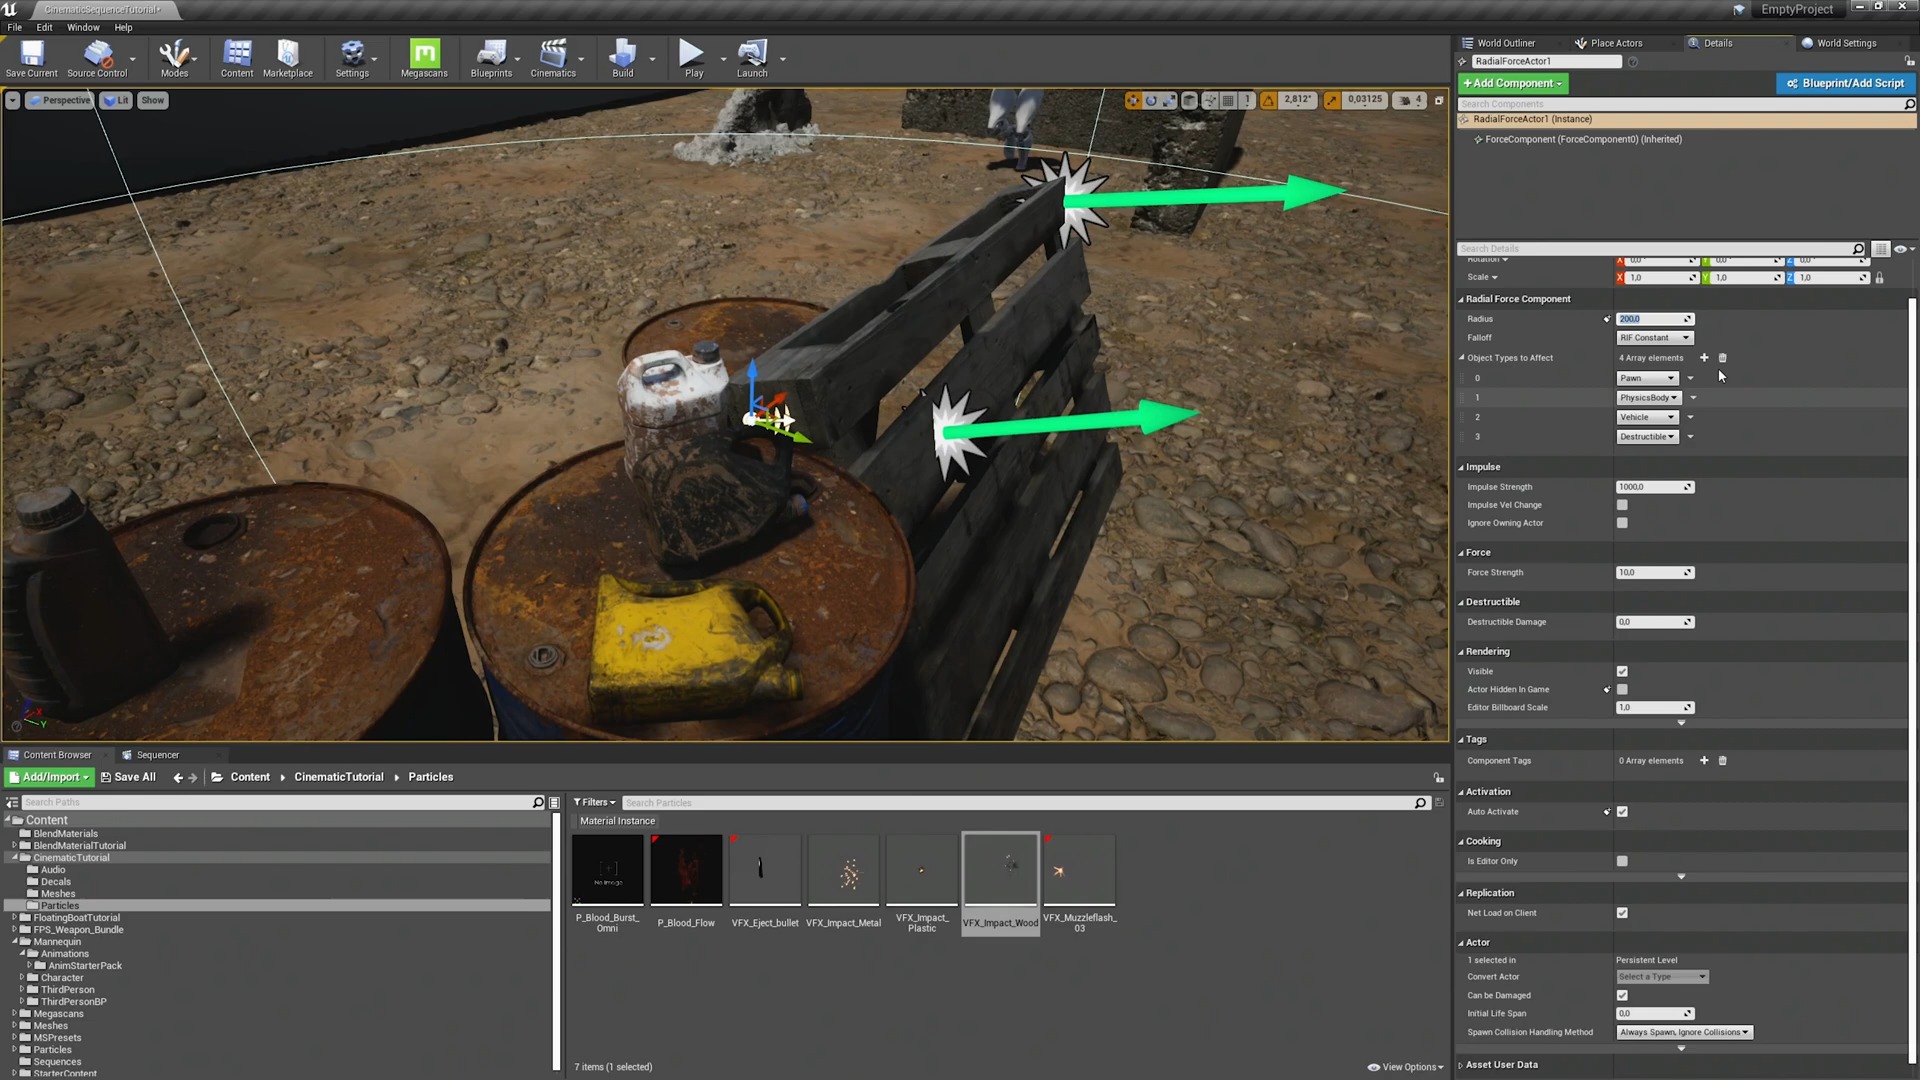 CinematicSequenceTutorial*
EmptyProject
File Edit Window Help
Save Current Source Control Modes Content Marketplace Settings Megascans Blueprints Cinematics Build Play Launch
Perspective Lit Show
1 2,812° 0,03125 4
World Outliner Place Actors Details World Settings
RadialForceActor1
+Add Component Blueprint/Add Script
Search Components
RadialForceActor1 (Instance)
ForceComponent (ForceComponent0) (Inherited)
Search Details
Rotation X 0,0° Y 0,0° Z 0,0°
Scale X 1,0 Y 1,0 Z 1,0
Radial Force Component
Radius 200,0
Falloff RIF Constant
Object Types to Affect 4 Array elements
0 Pawn
1 PhysicsBody
2 Vehicle
3 Destructible
Impulse
Impulse Strength 1000,0
Impulse Vel Change
Ignore Owning Actor
Force
Force Strength 10,0
Destructible
Destructible Damage 0,0
Rendering
Visible
Actor Hidden In Game
Editor Billboard Scale 1,0
Tags
Component Tags 0 Array elements
Activation
Auto Activate
Cooking
Is Editor Only
Replication
Net Load on Client
Actor
1 selected in Persistent Level
Convert Actor Select a Type
Can be Damaged
Initial Life Span 0,0
Spawn Collision Handling Method Always Spawn, Ignore Collisions
Asset User Data
X
Y
Content Browser Sequencer
Add/Import Save All Content CinematicTutorial Particles
Search Paths
Content
BlendMaterials
BlendMaterialTutorial
CinematicTutorial
Audio
Decals
Meshes
Particles
FloatingBoatTutorial
FPS_Weapon_Bundle
Mannequin
Animations
AnimStarterPack
Character
ThirdPerson
ThirdPersonBP
Megascans
Meshes
MSPresets
Particles
Sequences
StarterContent
Filters Search Particles
Material Instance
No Image
P_Blood_Burst_
Omni
P_Blood_Flow
VFX_Eject_bullet
VFX_Impact_Metal
VFX_Impact_
Plastic
VFX_Impact_Wood
VFX_Muzzleflash_
03
7 items (1 selected)
View Options